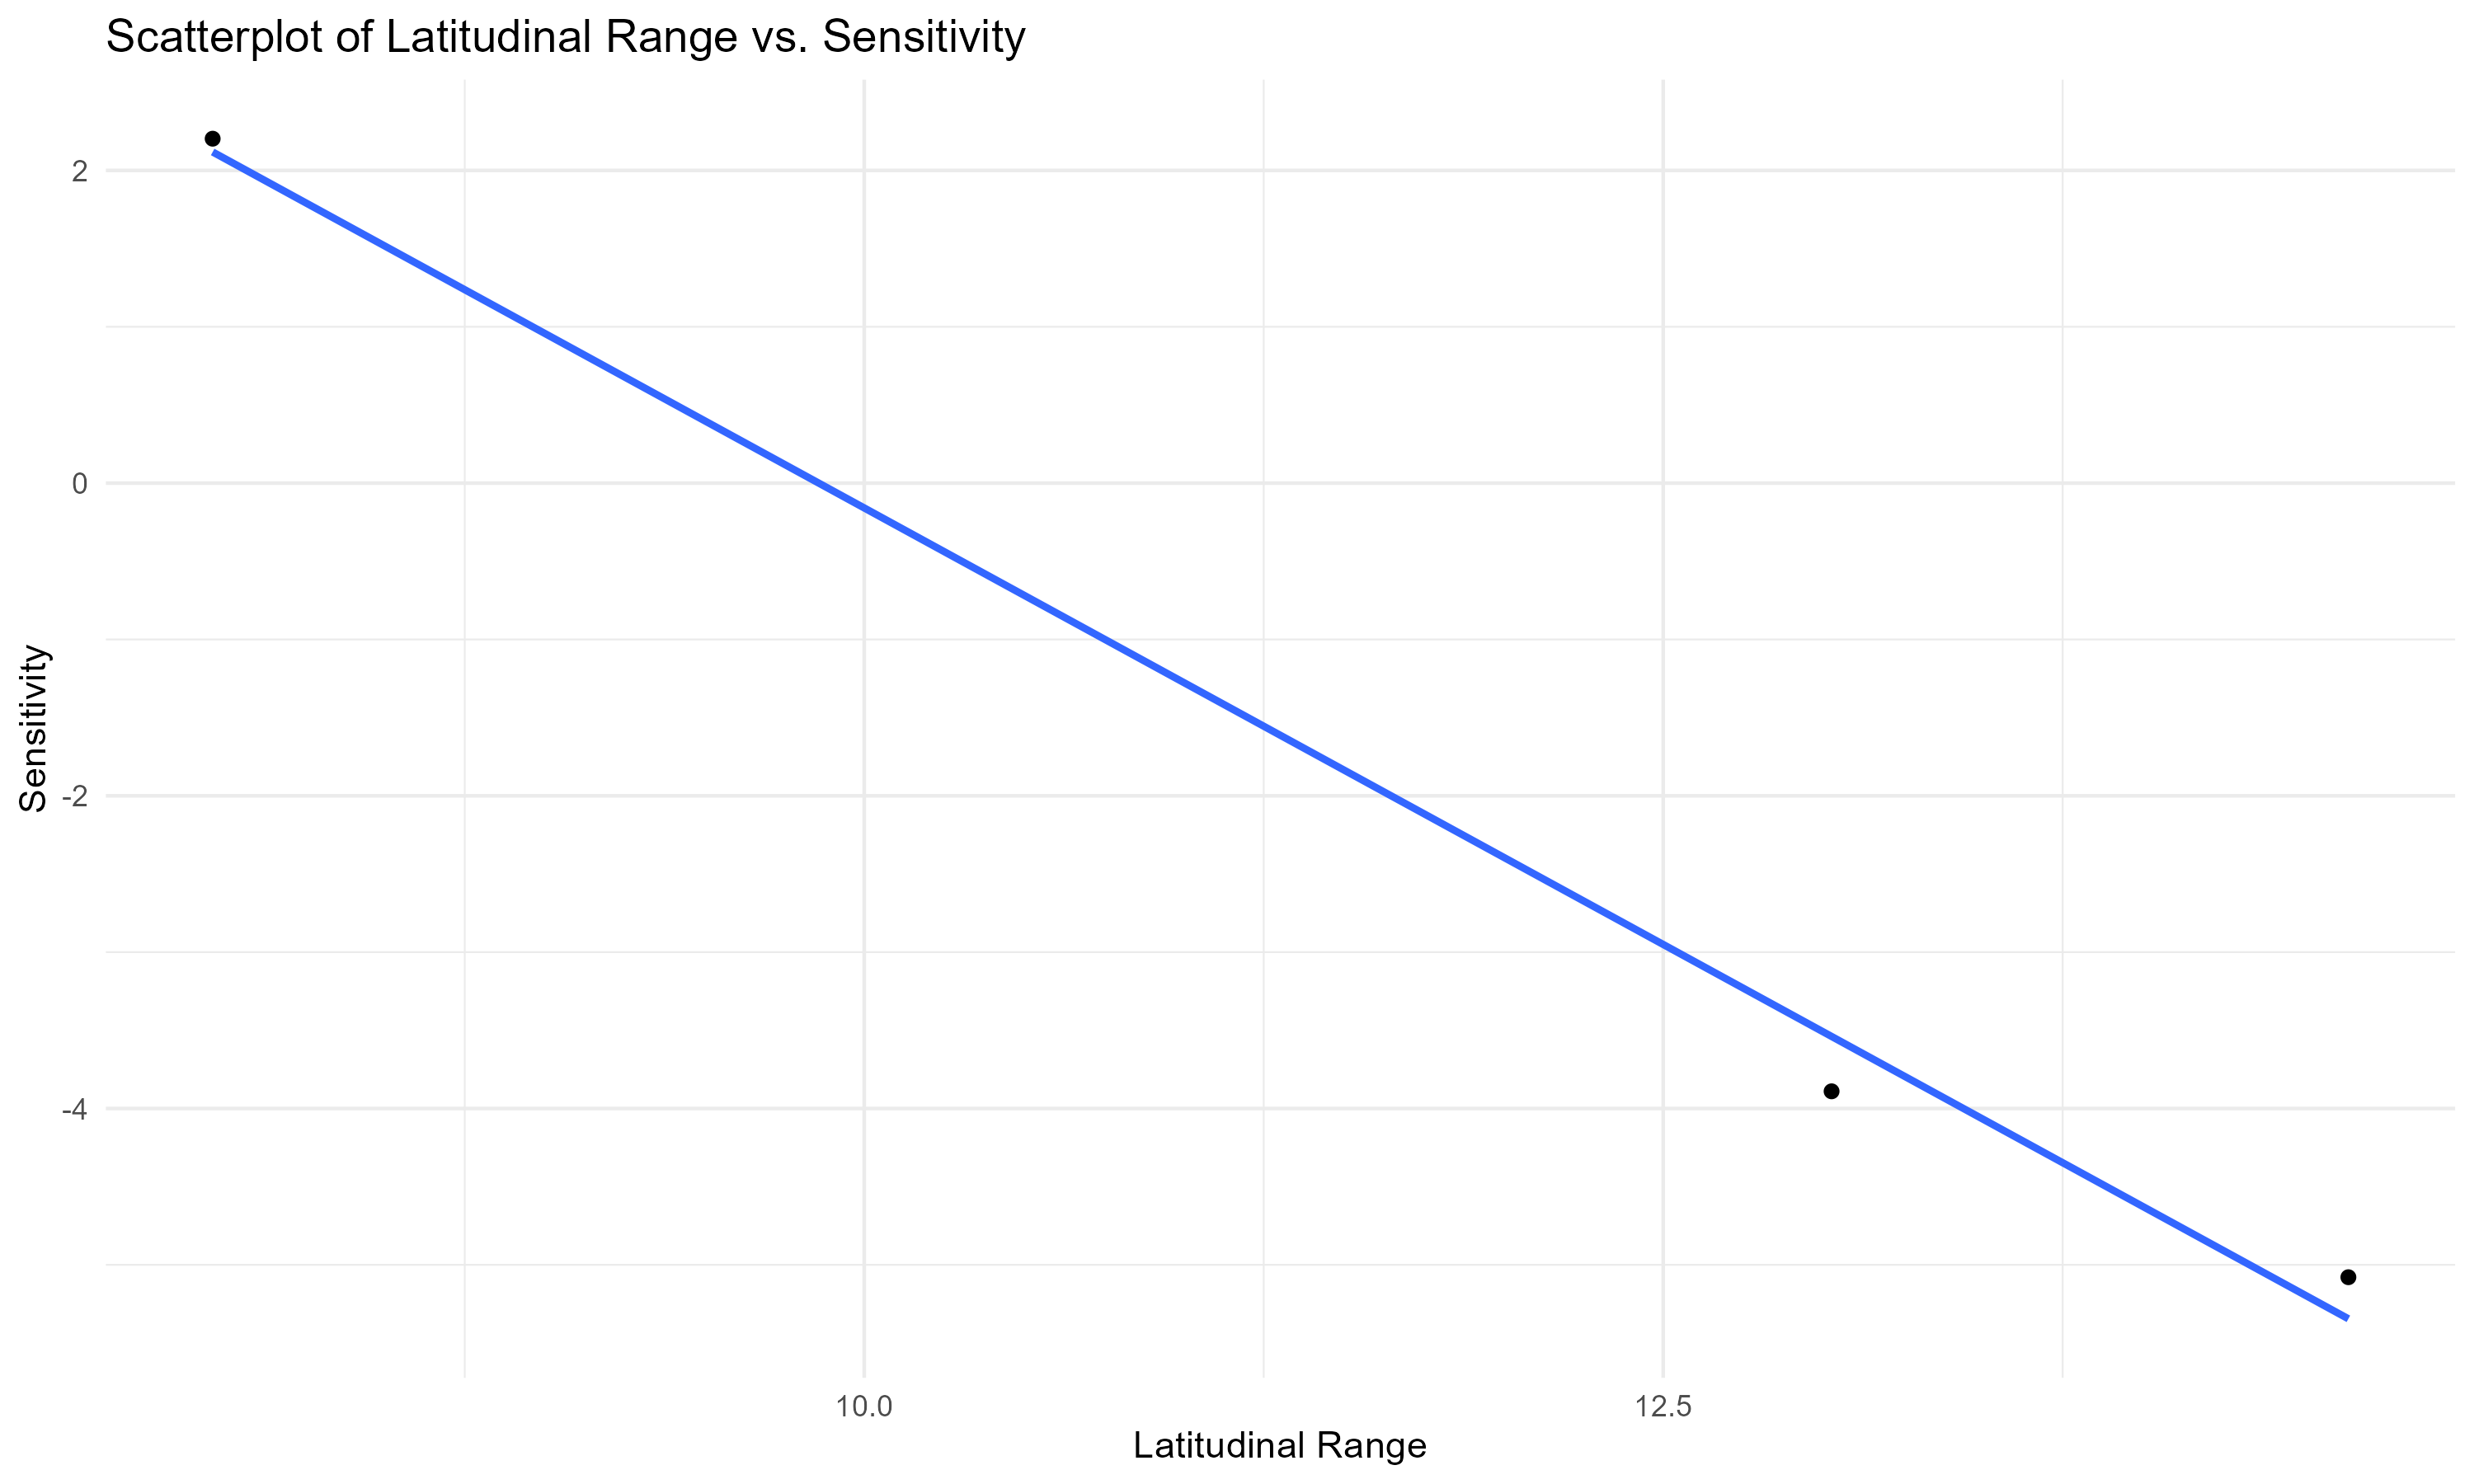 Scatterplot of Latitudinal Range vs. Sensitivity
2
0
-2
-4
Sensitivity
10.0 12.5
Latitudinal Range